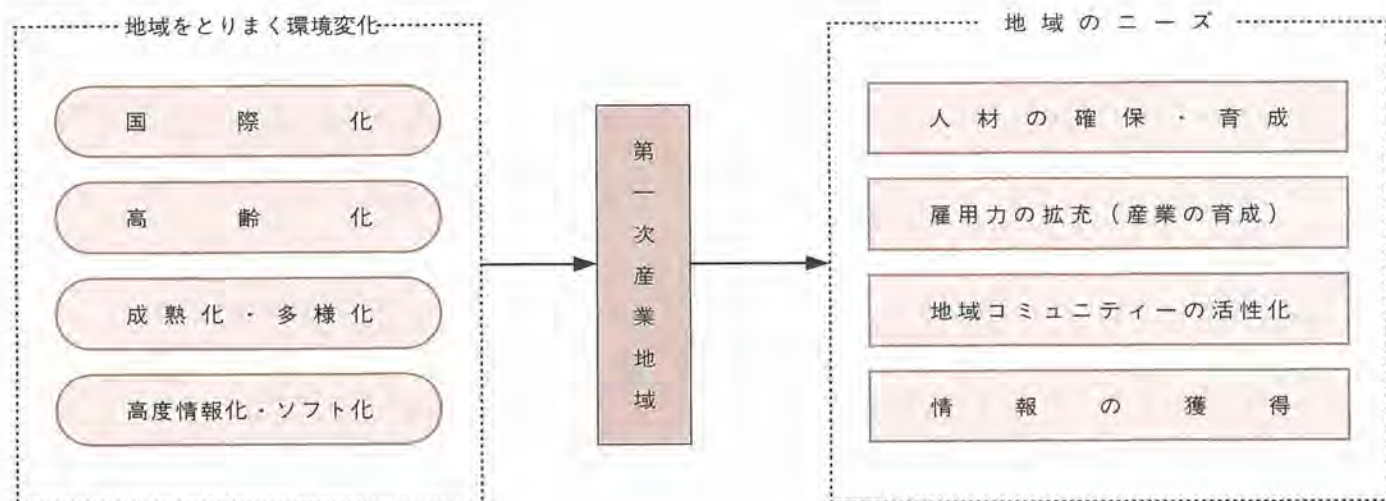 地域をとりまく環境変化
国際化
高齢化
成熟化・多様化
高度情報化・ソフト化
第一次産業地域
地域のニーズ
人材の確保・育成
雇用力の拡充（産業の育成）
地域コミュニティーの活性化
情報の獲得